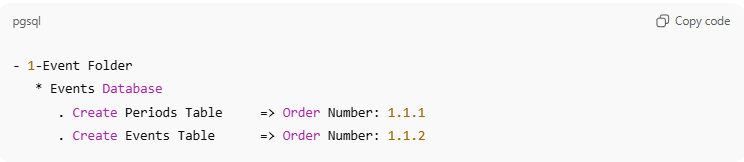 pgsql
Copy code
- 1-Event Folder
* Events Database
. Create Periods Table => Order Number: 1.1.1
. Create Events Table => Order Number: 1.1.2